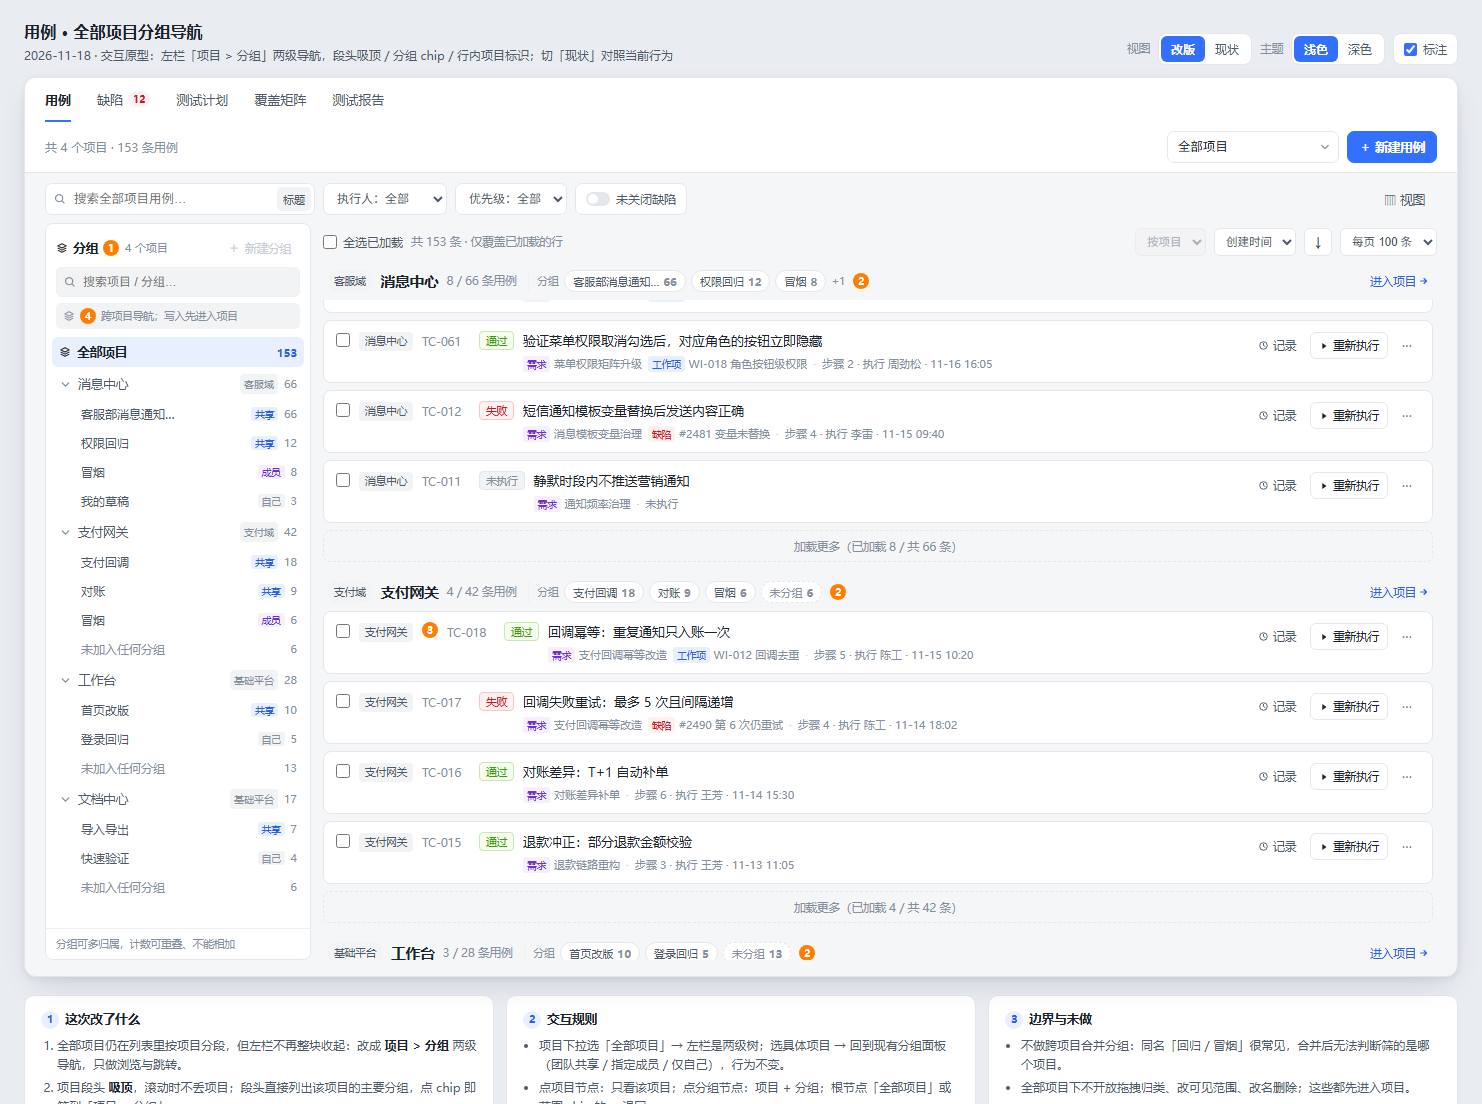 用例 • 全部项目分组导航
2026-11-18 · 交互原型：左栏「项目 > 分组」两级导航，段头吸顶 / 分组 chip / 行内项目标识；切「现状」对照当前行为
视图 改版 现状 主题 浅色 深色 标注
用例 缺陷 12 测试计划 覆盖矩阵 测试报告
共 4 个项目 · 153 条用例
全部项目
+ 新建用例
搜索全部项目用例… 标题 执行人：全部 优先级：全部 未关闭缺陷 视图
分组 1 4 个项目 + 新建分组
搜索项目 / 分组…
4 跨项目导航；写入先进入项目
全部项目 153
消息中心 客服域 66
客服部消息通知... 共享 66
权限回归 共享 12
冒烟 成员 8
我的草稿 自己 3
支付网关 支付域 42
支付回调 共享 18
对账 共享 9
冒烟 成员 6
未加入任何分组 6
工作台 基础平台 28
首页改版 共享 10
登录回归 自己 5
未加入任何分组 13
文档中心 基础平台 17
导入导出 共享 7
快速验证 自己 4
未加入任何分组 6
分组可多归属，计数可重叠、不能相加
全选已加载 共 153 条 · 仅覆盖已加载的行
按项目 创建时间 ↓ 每页 100 条
客服域 消息中心 8 / 66 条用例 分组 客服部消息通知... 66 权限回归 12 冒烟 8 +1 2 进入项目 →
消息中心 TC-061 通过 验证菜单权限取消勾选后，对应角色的按钮立即隐藏 记录 重新执行 ···
需求 菜单权限矩阵升级 工作项 WI-018 角色按钮级权限 · 步骤 2 · 执行 周劲松 · 11-16 16:05
消息中心 TC-012 失败 短信通知模板变量替换后发送内容正确 记录 重新执行 ···
需求 消息模板变量治理 缺陷 #2481 变量未替换 · 步骤 4 · 执行 李雷 · 11-15 09:40
消息中心 TC-011 未执行 静默时段内不推送营销通知 记录 重新执行 ···
需求 通知频率治理 · 未执行
加载更多（已加载 8 / 共 66 条）
支付域 支付网关 4 / 42 条用例 分组 支付回调 18 对账 9 冒烟 6 未分组 6 2 进入项目 →
支付网关 3 TC-018 通过 回调幂等：重复通知只入账一次 记录 重新执行 ···
需求 支付回调幂等改造 工作项 WI-012 回调去重 · 步骤 5 · 执行 陈工 · 11-15 10:20
支付网关 TC-017 失败 回调失败重试：最多 5 次且间隔递增 记录 重新执行 ···
需求 支付回调幂等改造 缺陷 #2490 第 6 次仍重试 · 步骤 4 · 执行 陈工 · 11-14 18:02
支付网关 TC-016 通过 对账差异：T+1 自动补单 记录 重新执行 ···
需求 对账差异补单 · 步骤 6 · 执行 王芳 · 11-14 15:30
支付网关 TC-015 通过 退款冲正：部分退款金额校验 记录 重新执行 ···
需求 退款链路重构 · 步骤 3 · 执行 王芳 · 11-13 11:05
加载更多（已加载 4 / 共 42 条）
基础平台 工作台 3 / 28 条用例 分组 首页改版 10 登录回归 5 未分组 13 2 进入项目 →
1 这次改了什么
1. 全部项目仍在列表里按项目分段，但左栏不再整块收起：改成 项目 > 分组 两级
导航，只做浏览与跳转。
2. 项目段头 吸顶，滚动时不丢项目；段头直接列出该项目的主要分组，点 chip 即
2 交互规则
• 项目下拉选「全部项目」→ 左栏是两级树；选具体项目 → 回到现有分组面板
（团队共享 / 指定成员 / 仅自己），行为不变。
• 点项目节点：只看该项目；点分组节点：项目 + 分组；根节点「全部项目」或
3 边界与未做
• 不做跨项目合并分组：同名「回归 / 冒烟」很常见，合并后无法判断筛的是哪
个项目。
• 全部项目下不开放拖拽归类、改可见范围、改名删除；这些都先进入项目。